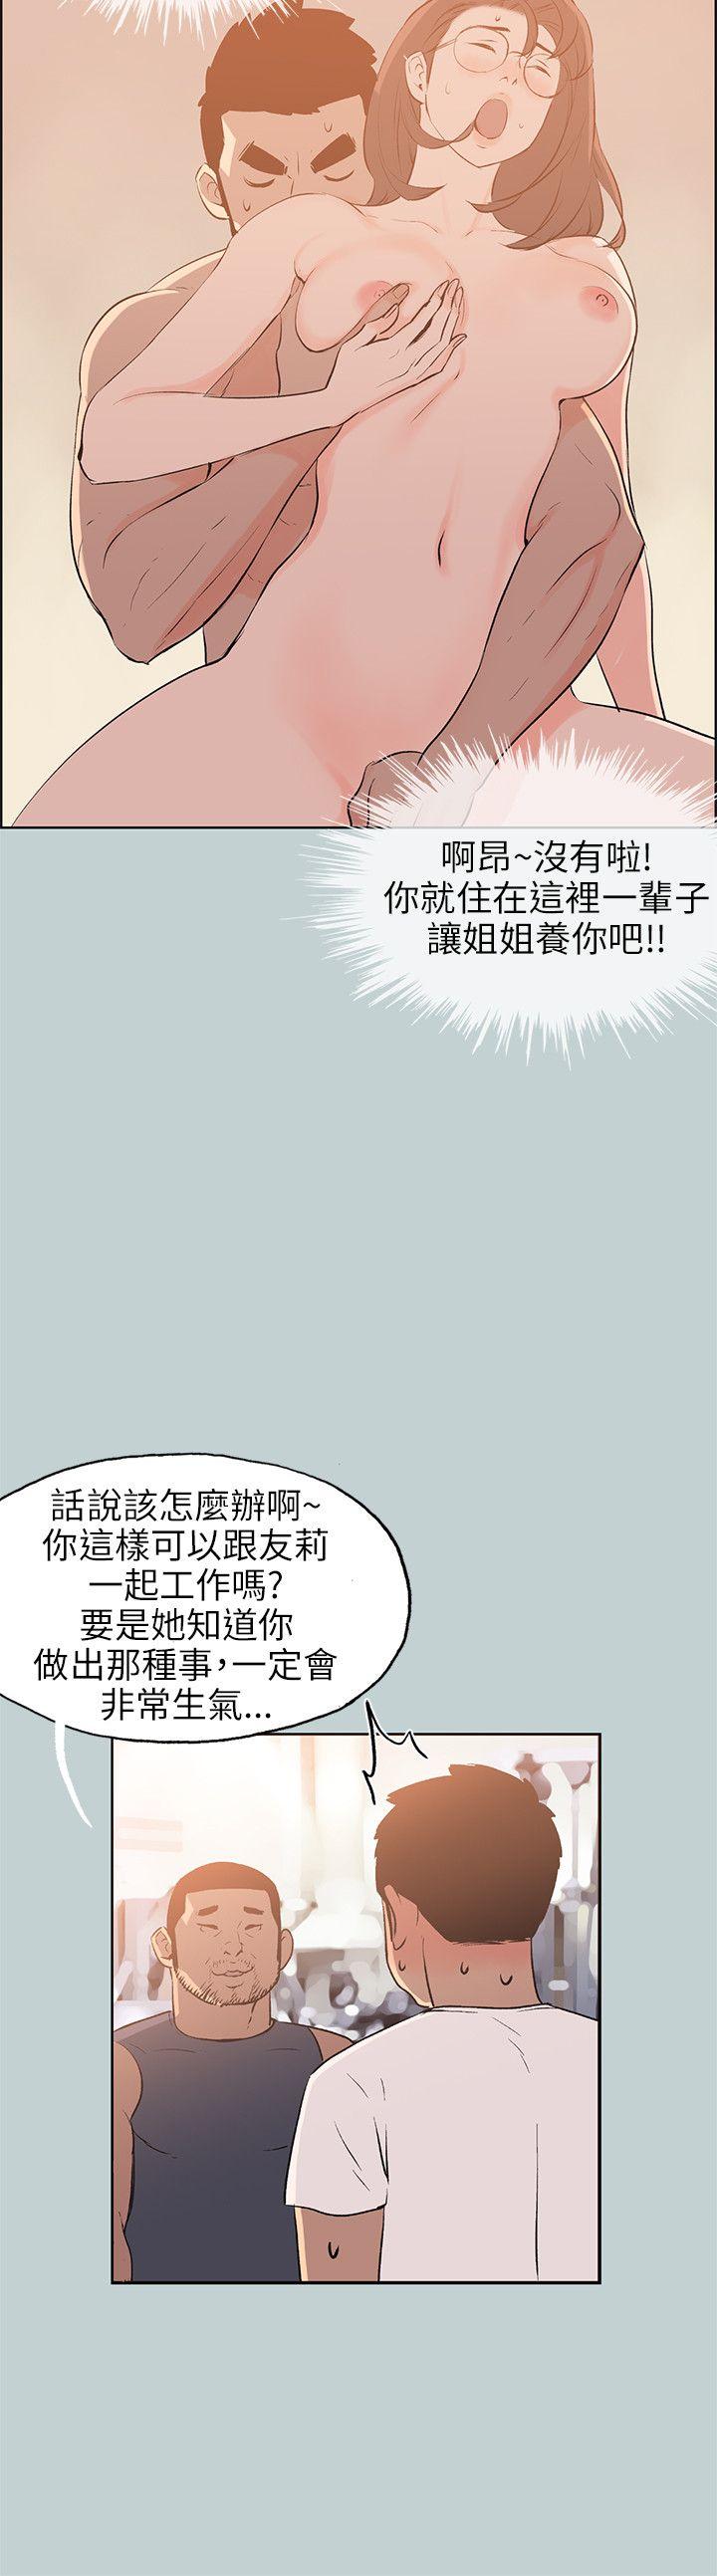 啊昂~沒有啦!
你就住在這裡一輩子
讓姐姐養你吧!!
話說該怎麼辦啊~
你這樣可以跟友莉
一起工作嗎?
要是她知道你
做出那種事,一定會
非常生氣...